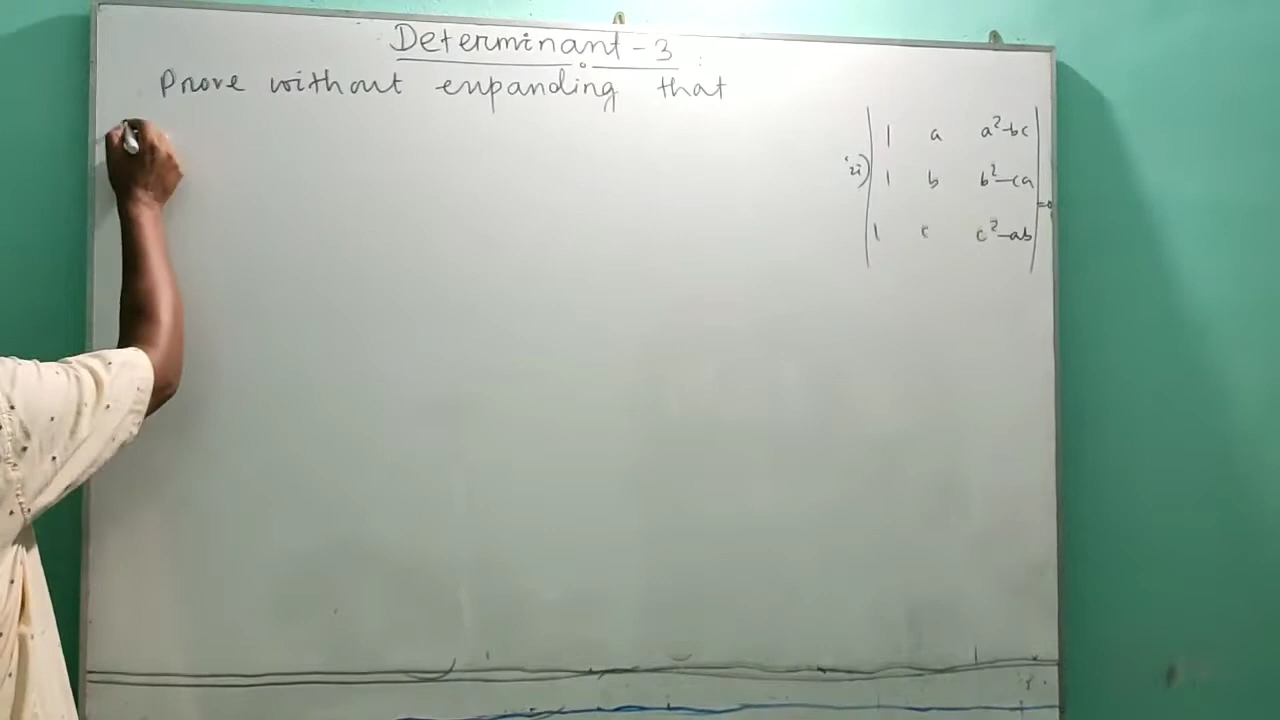 Determinant - 3
Prove without expanding that
ii) | 1 a a²-bc |
| 1 b b²-ca | =0
| 1 c c²-ab |